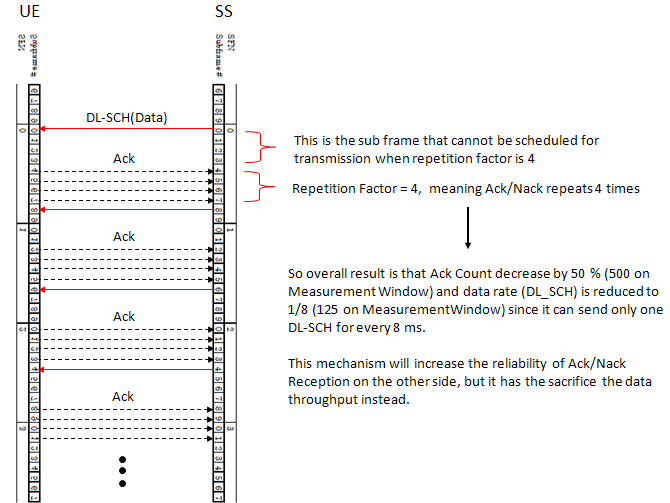 UE
SS
SFN
Subframe #
Subframe #
SFN
DL-SCH(Data)
This is the sub frame that cannot be scheduled for
transmission when repetition factor is 4
Ack
Repetition Factor = 4, meaning Ack/Nack repeats 4 times
Ack
So overall result is that Ack Count decrease by 50 % (500 on
Measurement Window) and data rate (DL_SCH) is reduced to
1/8 (125 on MeasurementWindow) since it can send only one
DL-SCH for every 8 ms.
Ack
This mechanism will increase the reliability of Ack/Nack
Reception on the other side, but it has the sacrifice the data
throughput instead.
Ack